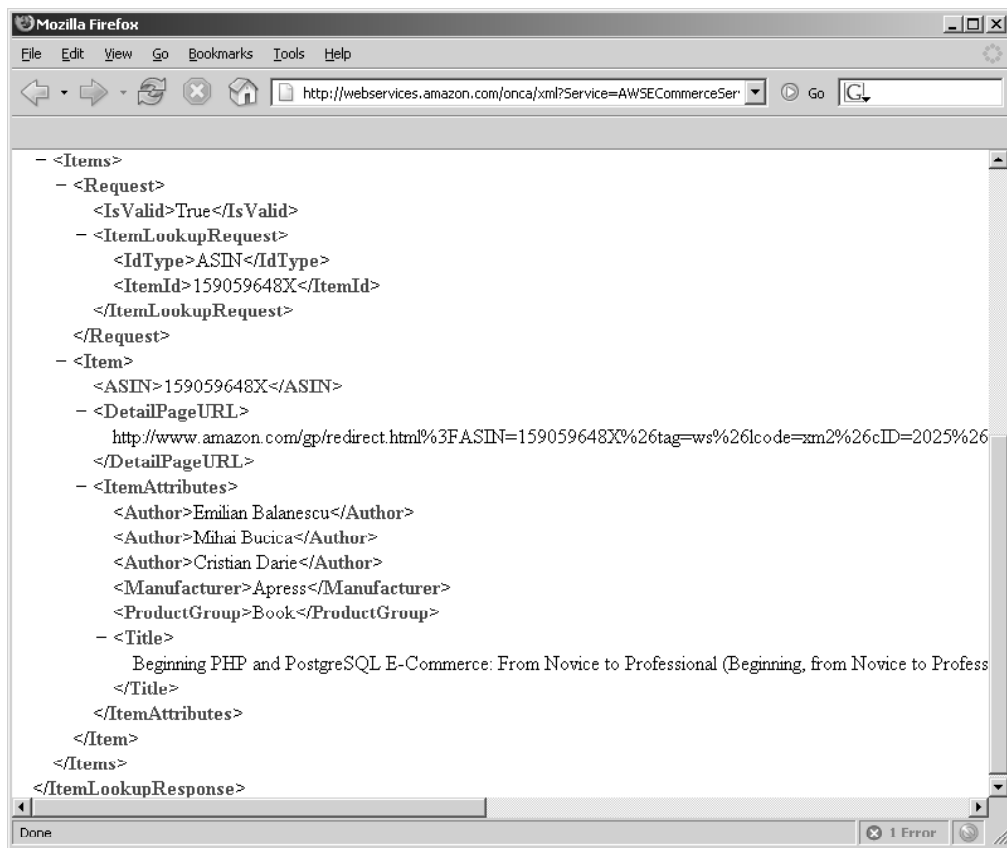 Mozilla Firefox
File Edit View Go Bookmarks Tools Help
http://webservices.amazon.com/onca/xml?Service=AWSECommerceSer Go G
− <Items>
− <Request>
<IsValid>True</IsValid>
− <ItemLookupRequest>
<IdType>ASIN</IdType>
<ItemId>159059648X</ItemId>
</ItemLookupRequest>
</Request>
− <Item>
<ASIN>159059648X</ASIN>
− <DetailPageURL>
http://www.amazon.com/gp/redirect.html%3FASIN=159059648X%26tag=ws%26lcode=xm2%26cID=2025%26
</DetailPageURL>
− <ItemAttributes>
<Author>Emilian Balanescu</Author>
<Author>Mihai Bucica</Author>
<Author>Cristian Darie</Author>
<Manufacturer>Apress</Manufacturer>
<ProductGroup>Book</ProductGroup>
− <Title>
Beginning PHP and PostgreSQL E-Commerce: From Novice to Professional (Beginning, from Novice to Profess
</Title>
</ItemAttributes>
</Item>
</Items>
</ItemLookupResponse>
Done 1 Error